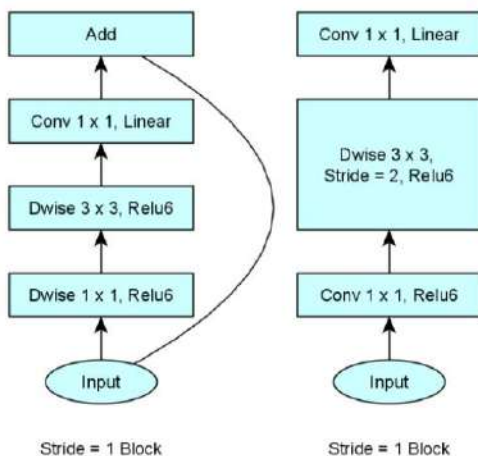 Add
Conv 1 x 1, Linear
Dwise 3 x 3, Relu6
Dwise 1 x 1, Relu6
Input
Stride = 1 Block
Conv 1 x 1, Linear
Dwise 3 x 3,
Stride = 2, Relu6
Conv 1 x 1, Relu6
Input
Stride = 1 Block